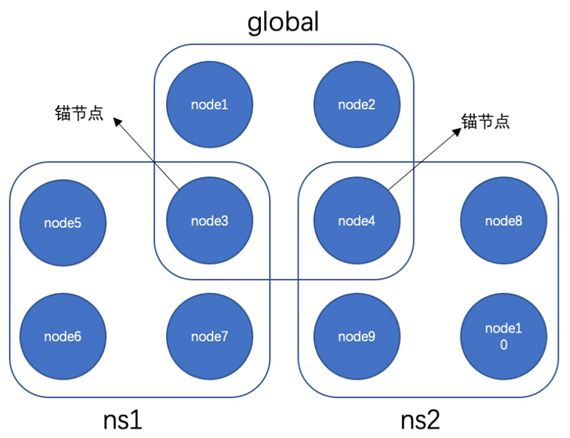 global
node1
node2
锚节点
锚节点
node5
node3
node4
node8
node6
node7
node9
node1
0
ns1
ns2